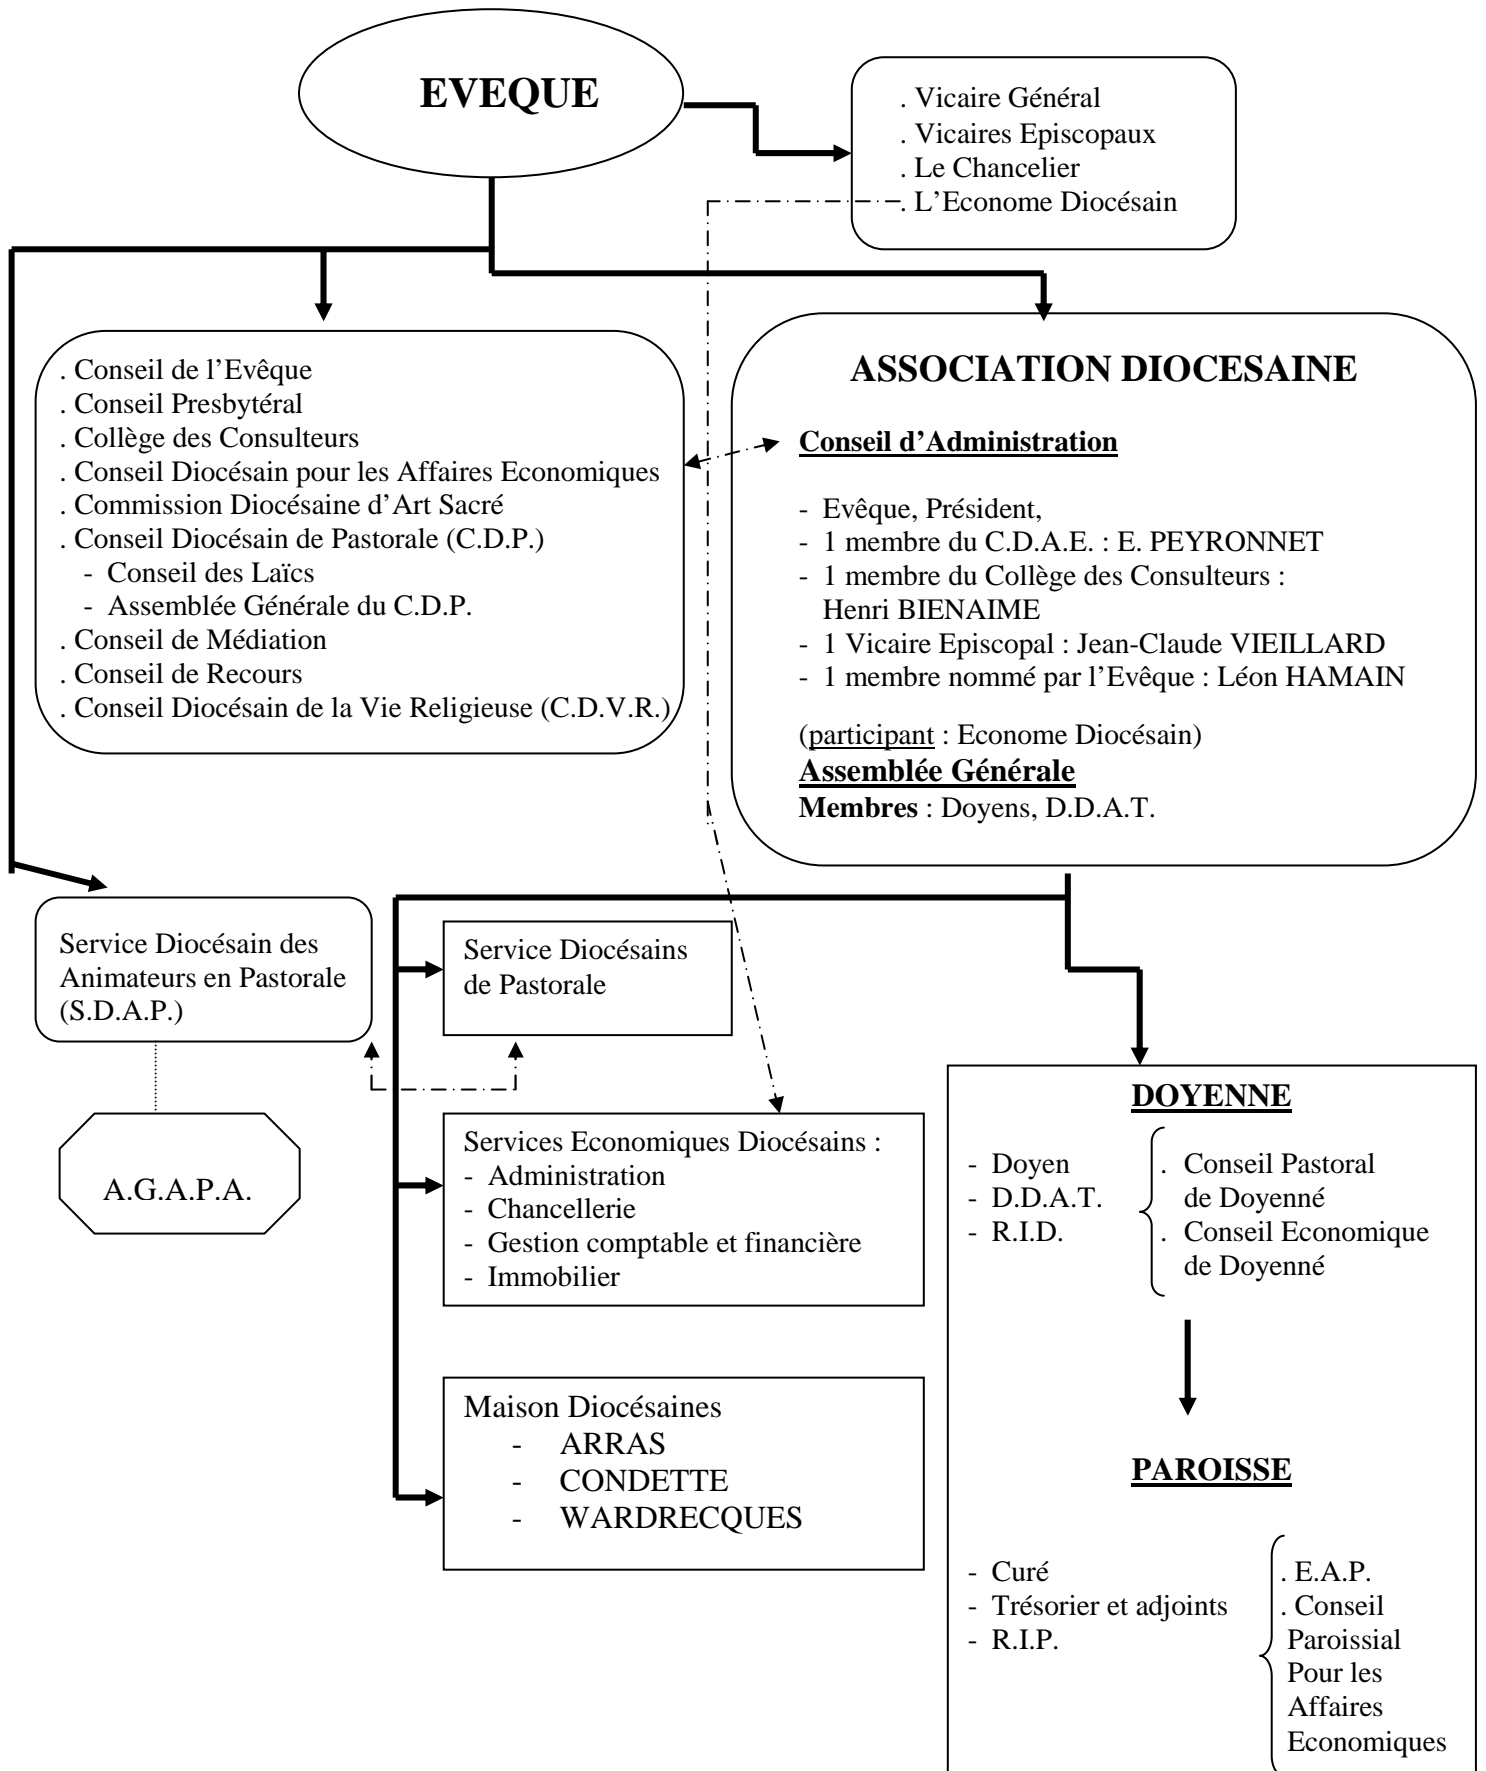 EVEQUE
. Vicaire Général
. Vicaires Episcopaux
. Le Chancelier
. L’Econome Diocésain
. Conseil de l’Evêque
. Conseil Presbytéral
. Collège des Consulteurs
. Conseil Diocésain pour les Affaires Economiques
. Commission Diocésaine d’Art Sacré
. Conseil Diocésain de Pastorale (C.D.P.)
- Conseil des Laïcs
- Assemblée Générale du C.D.P.
. Conseil de Médiation
. Conseil de Recours
. Conseil Diocésain de la Vie Religieuse (C.D.V.R.)
ASSOCIATION DIOCESAINE
Conseil d’Administration
- Evêque, Président,
- 1 membre du C.D.A.E. : E. PEYRONNET
- 1 membre du Collège des Consulteurs :
Henri BIENAIME
- 1 Vicaire Episcopal : Jean-Claude VIEILLARD
- 1 membre nommé par l’Evêque : Léon HAMAIN
(participant : Econome Diocésain)
Assemblée Générale
Membres : Doyens, D.D.A.T.
Service Diocésain des
Animateurs en Pastorale
(S.D.A.P.)
A.G.A.P.A.
Service Diocésains
de Pastorale
Services Economiques Diocésains :
- Administration
- Chancellerie
- Gestion comptable et financière
- Immobilier
Maison Diocésaines
- ARRAS
- CONDETTE
- WARDRECQUES
DOYENNE
- Doyen
- D.D.A.T.
- R.I.D.
. Conseil Pastoral
de Doyenné
. Conseil Economique
de Doyenné
PAROISSE
- Curé
- Trésorier et adjoints
- R.I.P.
. E.A.P.
. Conseil
Paroissial
Pour les
Affaires
Economiques